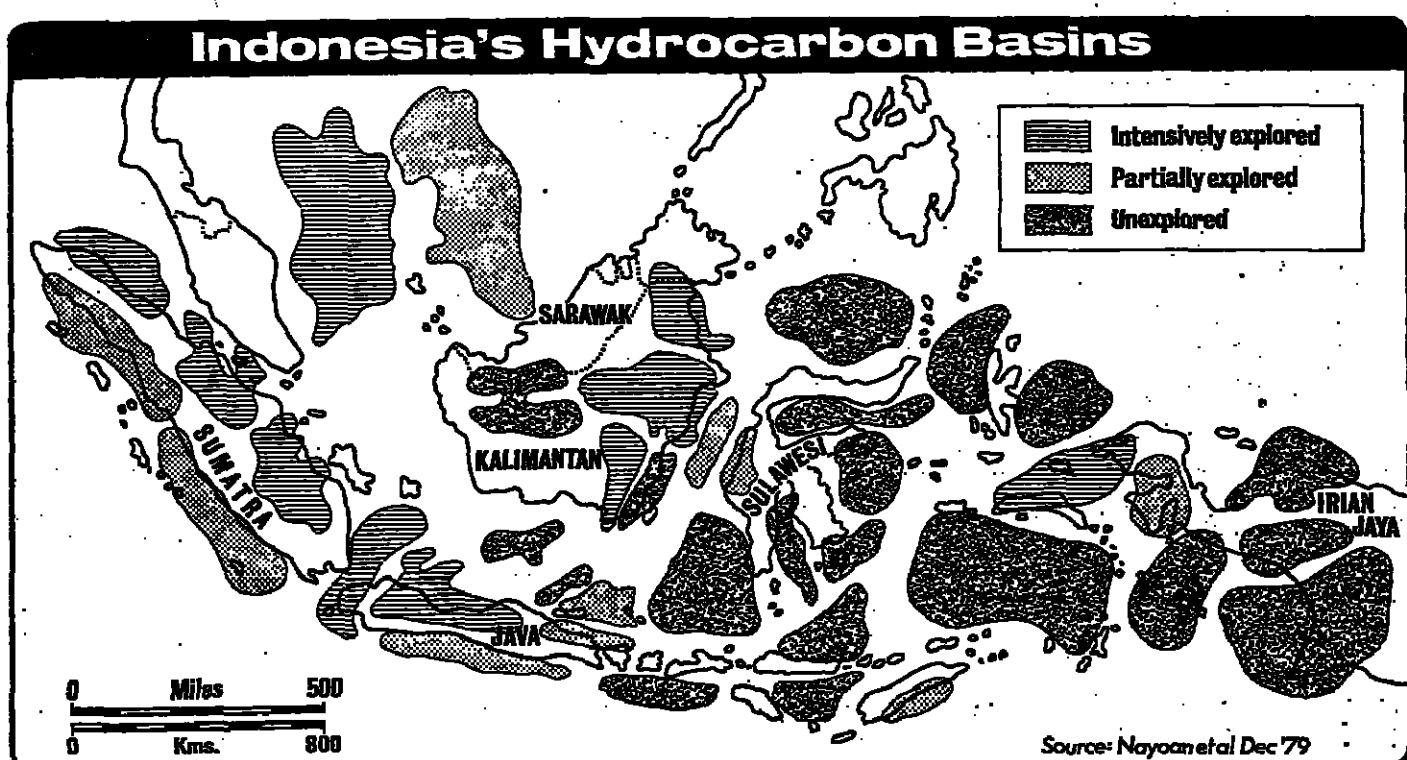 Indonesia's Hydrocarbon Basins
Intensively explored
Partially explored
Unexplored
SARAWAK
KALIMANTAN
SUMATRA
SULAWESI
IRIAN
JAYA
JAVA
0 Miles 500
0 Kms. 800
Source: Nayoan et al Dec '79